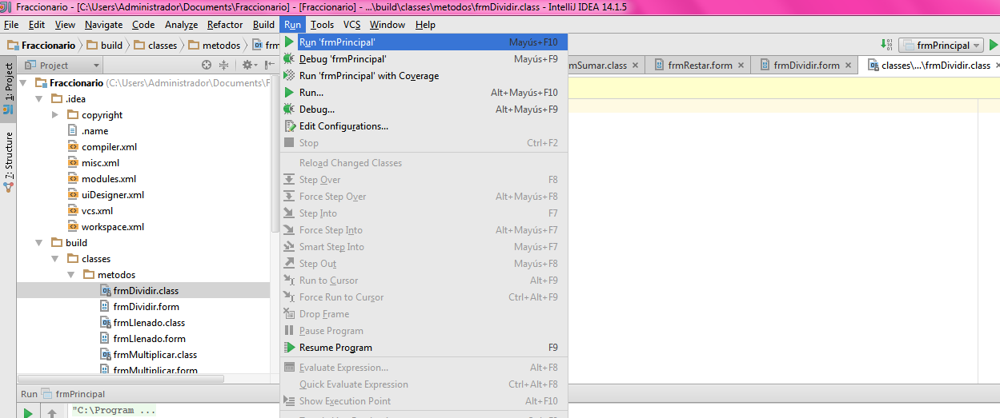 Fraccionario - [C:\Users\Administrador\Documents\Fraccionario] - [Fraccionario] - ...\build\classes\metodos\frmDividir.class - IntelliJ IDEA 14.1.5
File Edit View Navigate Code Analyze Refactor Build Run Tools VCS Window Help
Fraccionario build classes metodos frm
frmPrincipal
Project
mSumar.class frmRestar.form frmDividir.form classes\...\frmDividir.class
1: Project
7: Structure
Fraccionario (C:\Users\Administrador\Documents\F
.idea
copyright
.name
compiler.xml
misc.xml
modules.xml
uiDesigner.xml
vcs.xml
workspace.xml
build
classes
metodos
frmDividir.class
frmDividir.form
frmLlenado.class
frmLlenado.form
frmMultiplicar.class
frmMultiplicar.form
Run 'frmPrincipal' Mayús+F10
Debug 'frmPrincipal' Mayús+F9
Run 'frmPrincipal' with Coverage
Run... Alt+Mayús+F10
Debug... Alt+Mayús+F9
Edit Configurations...
Stop Ctrl+F2
Reload Changed Classes
Step Over F8
Force Step Over Alt+Mayús+F8
Step Into F7
Force Step Into Alt+Mayús+F7
Smart Step Into Mayús+F7
Step Out Mayús+F8
Run to Cursor Alt+F9
Force Run to Cursor Ctrl+Alt+F9
Drop Frame
Pause Program
Resume Program F9
Evaluate Expression... Alt+F8
Quick Evaluate Expression Ctrl+Alt+F8
Show Execution Point Alt+F10
Run frmPrincipal
"C:\Program ...